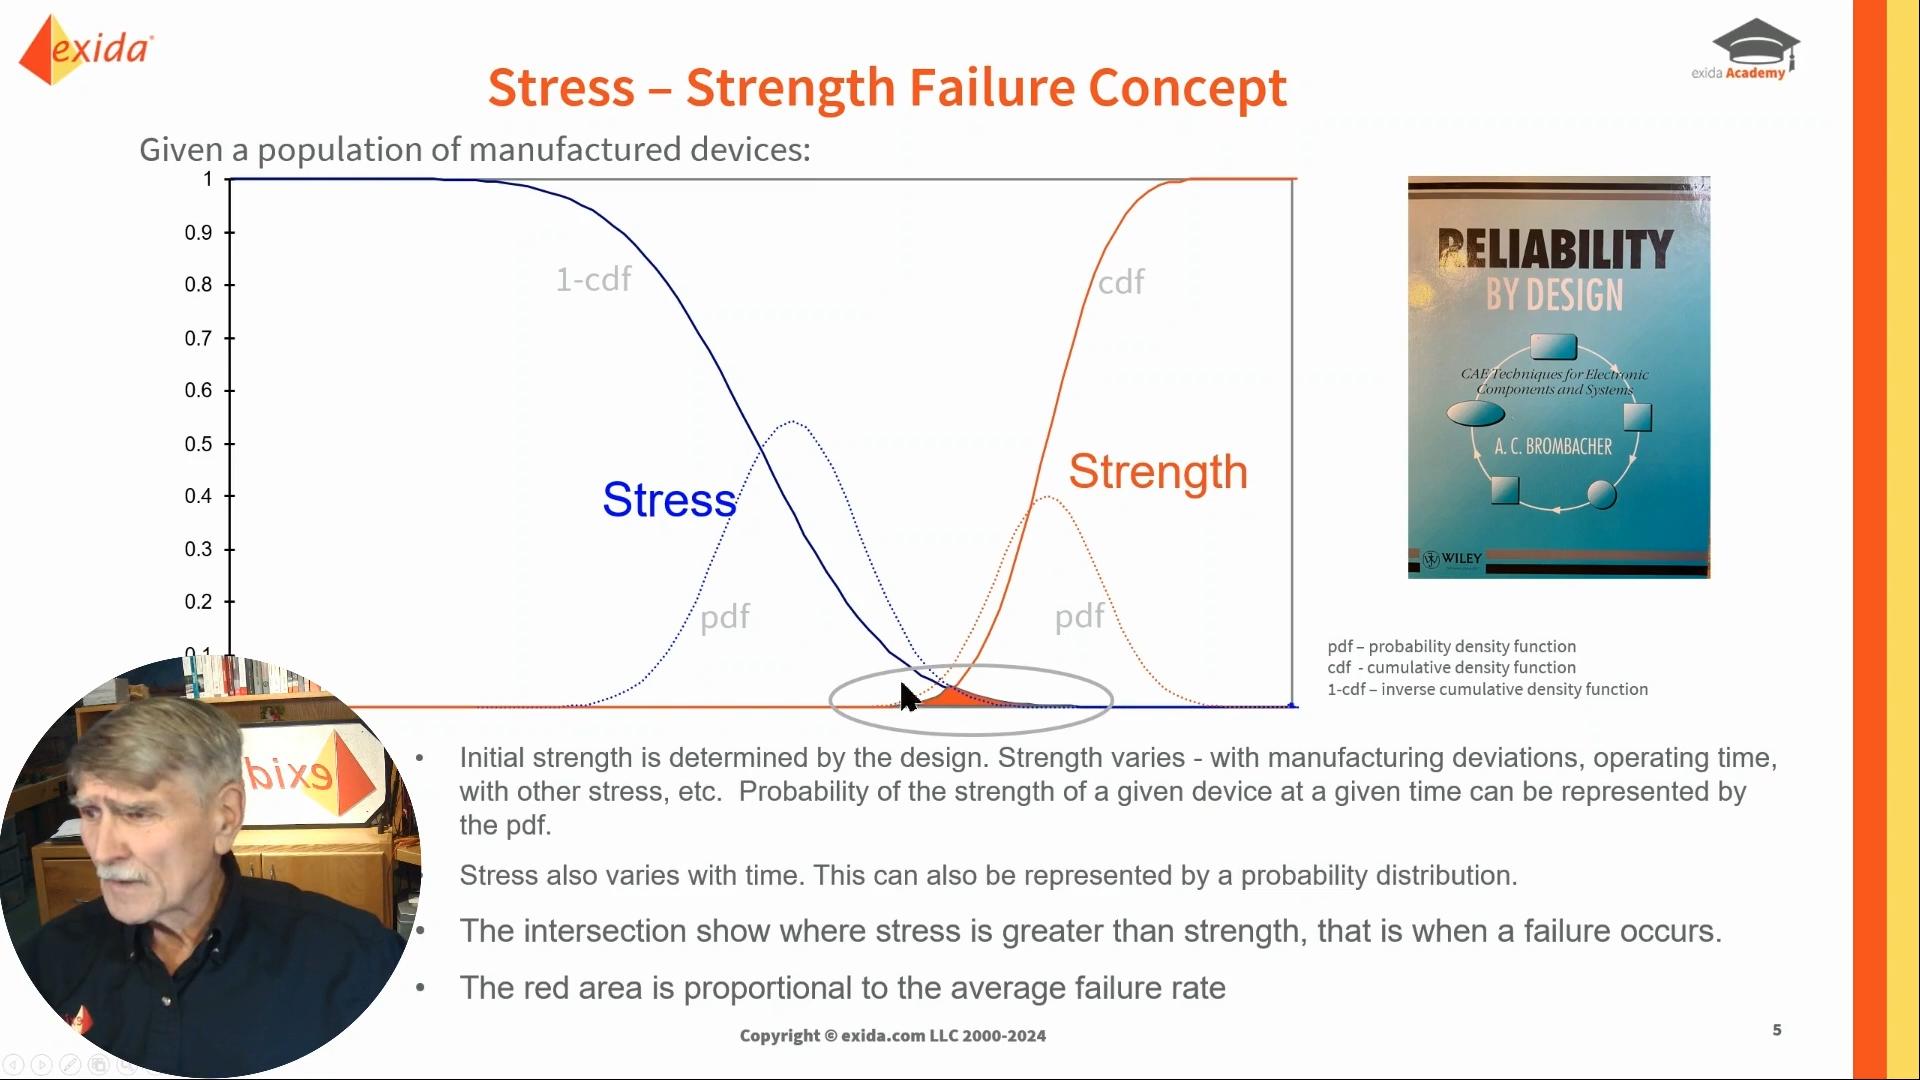 exida
exida Academy
Stress – Strength Failure Concept
Given a population of manufactured devices:
1
0.9
0.8
0.7
0.6
0.5
0.4
0.3
0.2
0.1
1-cdf
cdf
Stress
Strength
pdf
pdf
RELIABILITY
BY DESIGN
CAE Techniques for Electronic
Components and Systems
A. C. BROMBACHER
WILEY
pdf – probability density function
cdf - cumulative density function
1-cdf – inverse cumulative density function
exida
• Initial strength is determined by the design. Strength varies - with manufacturing deviations, operating time,
with other stress, etc. Probability of the strength of a given device at a given time can be represented by
the pdf.
Stress also varies with time. This can also be represented by a probability distribution.
• The intersection show where stress is greater than strength, that is when a failure occurs.
• The red area is proportional to the average failure rate
Copyright © exida.com LLC 2000-2024
5